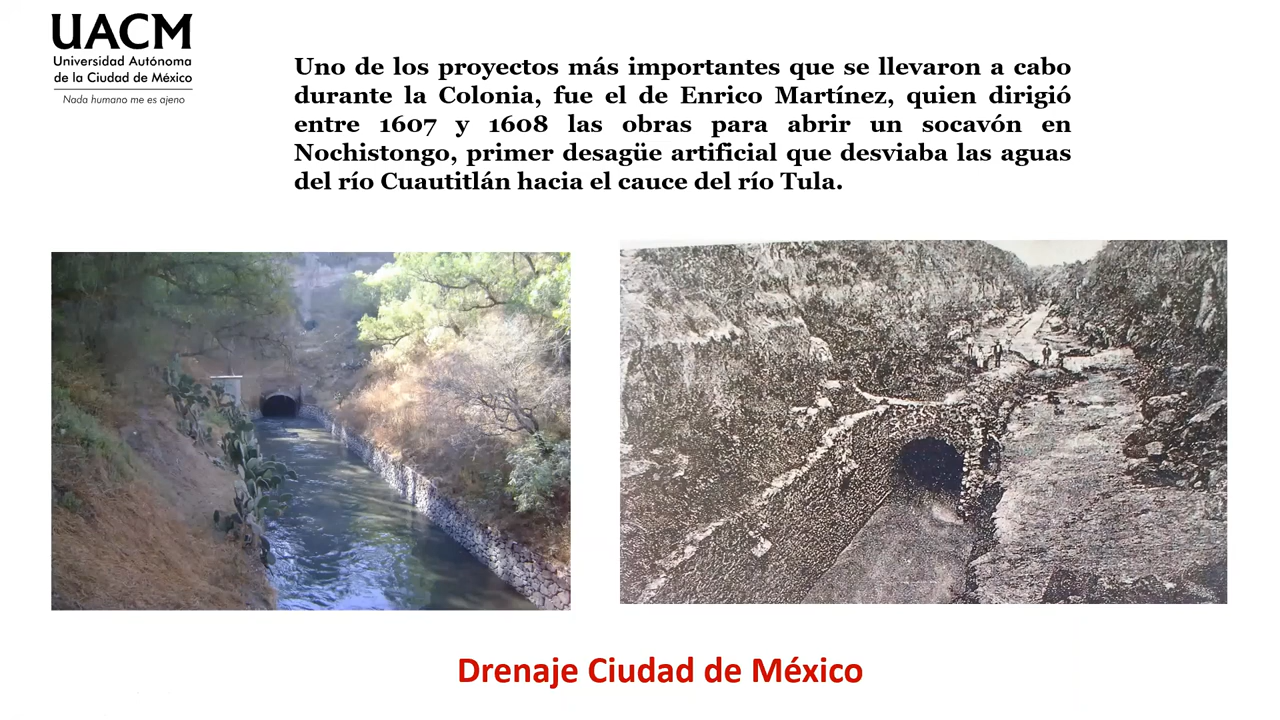 UACM
Universidad Autónoma
de la Ciudad de México
Nada humano me es ajeno
Uno de los proyectos más importantes que se llevaron a cabo
durante la Colonia, fue el de Enrico Martínez, quien dirigió
entre 1607 y 1608 las obras para abrir un socavón en
Nochistongo, primer desagüe artificial que desviaba las aguas
del río Cuautitlán hacia el cauce del río Tula.
Drenaje Ciudad de México